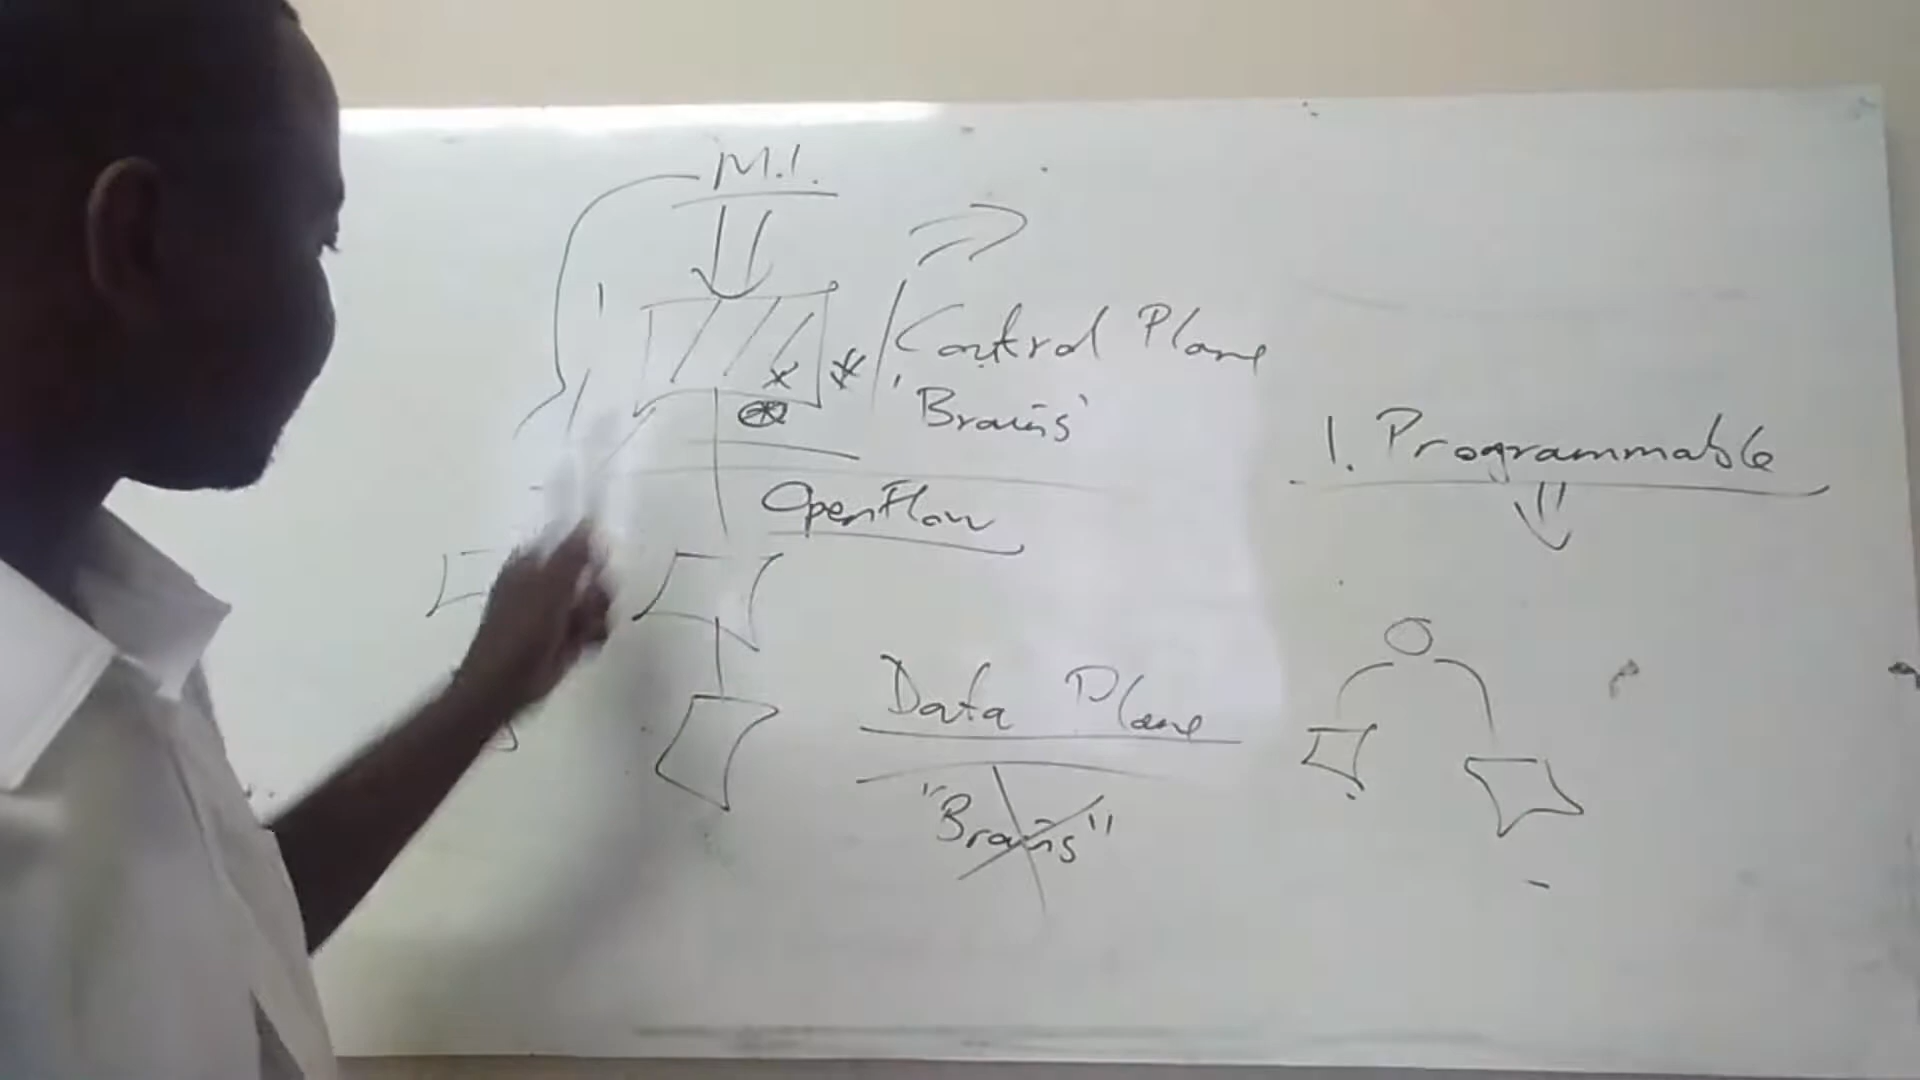 M.I.
Control Plane
'Brains'
OpenFlow
1. Programmable
Data Plane
"Brains"